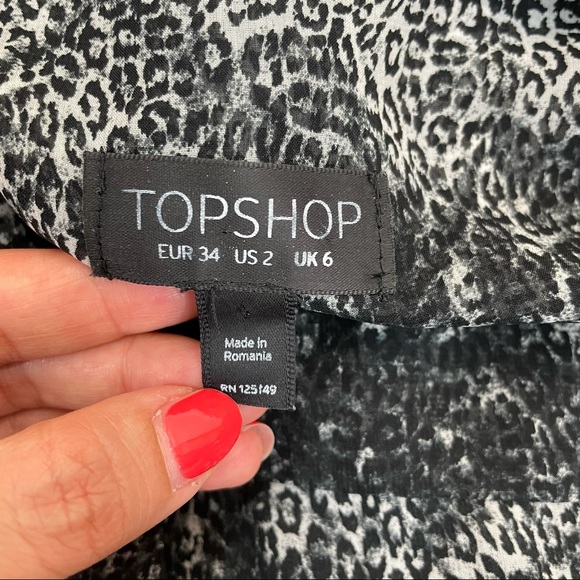 TOPSHOP
EUR 34 US 2 UK 6
Made in
Romania
RN 125149